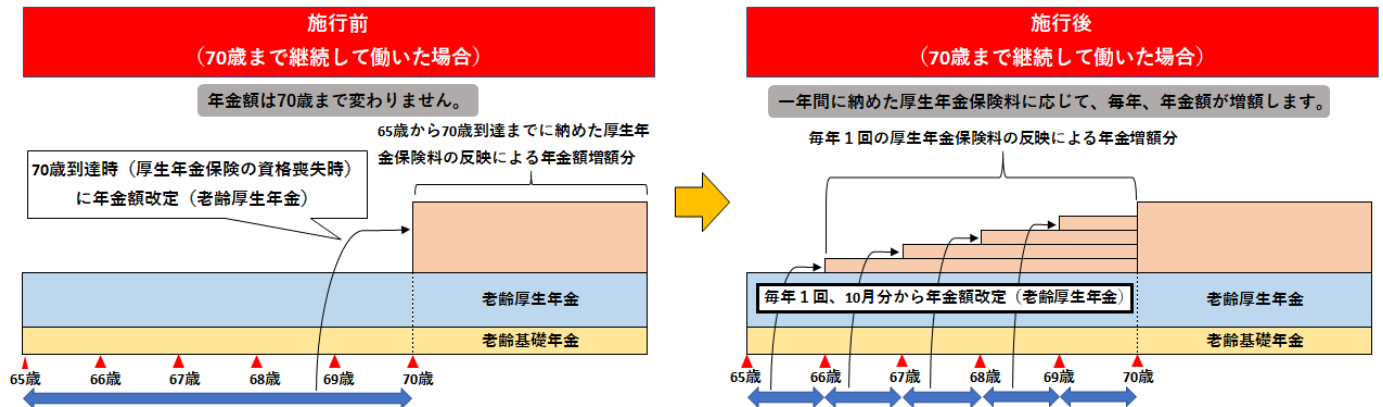 施行前
（70歳まで継続して働いた場合）
年金額は70歳まで変わりません。
65歳から70歳到達までに納めた厚生年
金保険料の反映による年金額増額分
70歳到達時（厚生年金保険の資格喪失時）
に年金額改定（老齢厚生年金）
老齢厚生年金
老齢基礎年金
65歳
66歳
67歳
68歳
69歳
70歳
施行後
（70歳まで継続して働いた場合）
一年間に納めた厚生年金保険料に応じて、毎年、年金額が増額します。
毎年１回の厚生年金保険料の反映による年金増額分
毎年１回、10月分から年金額改定（老齢厚生年金）
老齢厚生年金
老齢基礎年金
65歳
66歳
67歳
68歳
69歳
70歳